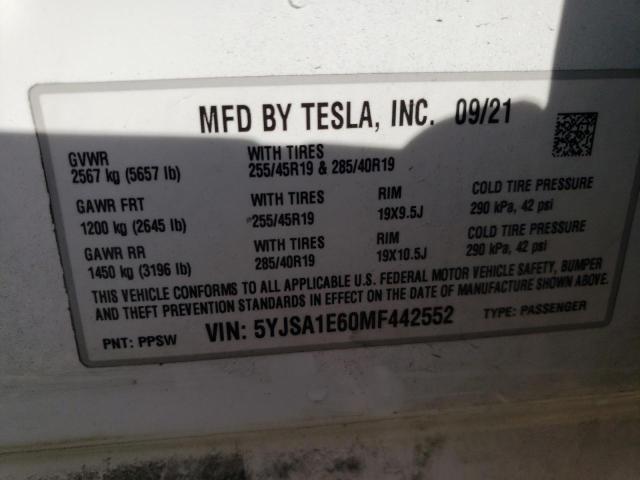 MFD BY TESLA, INC. 09/21
GVWR
2567 kg (5657 lb)
WITH TIRES
255/45R19 & 285/40R19
GAWR FRT
1200 kg (2645 lb)
WITH TIRES
255/45R19
RIM
19X9.5J
COLD TIRE PRESSURE
290 kPa, 42 psi
GAWR RR
1450 kg (3196 lb)
WITH TIRES
285/40R19
RIM
19X10.5J
COLD TIRE PRESSURE
290 kPa, 42 psi
THIS VEHICLE CONFORMS TO ALL APPLICABLE U.S. FEDERAL MOTOR VEHICLE SAFETY, BUMPER
AND THEFT PREVENTION STANDARDS IN EFFECT ON THE DATE OF MANUFACTURE SHOWN ABOVE.
PNT: PPSW
VIN: 5YJSA1E60MF442552
TYPE: PASSENGER